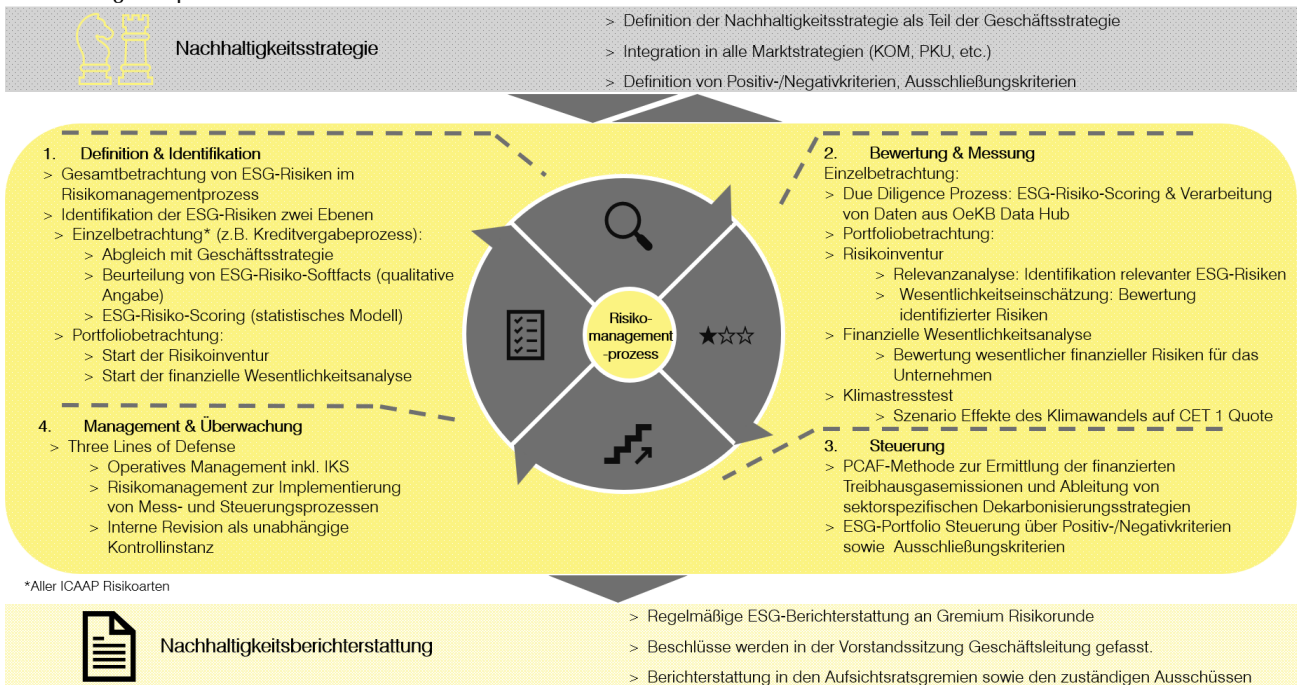 Nachhaltigkeitsstrategie
> Definition der Nachhaltigkeitsstrategie als Teil der Geschäftsstrategie
> Integration in alle Marktstrategien (KOM, PKU, etc.)
> Definition von Positiv-/Negativkriterien, Ausschließungskriterien
1. Definition & Identifikation
> Gesamtbetrachtung von ESG-Risiken im
Risikomanagementprozess
> Identifikation der ESG-Risiken zwei Ebenen
> Einzelbetrachtung* (z.B. Kreditvergabeprozess):
> Abgleich mit Geschäftsstrategie
> Beurteilung von ESG-Risiko-Softfacts (qualitative
Angabe)
> ESG-Risiko-Scoring (statistisches Modell)
> Portfoliobetrachtung:
> Start der Risikoinventur
> Start der finanzielle Wesentlichkeitsanalyse
2. Bewertung & Messung
Einzelbetrachtung:
> Due Diligence Prozess: ESG-Risiko-Scoring & Verarbeitung
von Daten aus OeKB Data Hub
> Portfoliobetrachtung:
> Risikoinventur
> Relevanzanalyse: Identifikation relevanter ESG-Risiken
> Wesentlichkeitseinschätzung: Bewertung
identifizierter Risiken
> Finanzielle Wesentlichkeitsanalyse
> Bewertung wesentlicher finanzieller Risiken für das
Unternehmen
> Klimastresstest
> Szenario Effekte des Klimawandels auf CET 1 Quote
Risiko-
management
-prozess
3. Steuerung
> PCAF-Methode zur Ermittlung der finanzierten
Treibhausgasemissionen und Ableitung von
sektorspezifischen Dekarbonisierungsstrategien
> ESG-Portfolio Steuerung über Positiv-/Negativkriterien
sowie Ausschließungskriterien
4. Management & Überwachung
> Three Lines of Defense
> Operatives Management inkl. IKS
> Risikomanagement zur Implementierung
von Mess- und Steuerungsprozessen
> Interne Revision als unabhängige
Kontrollinstanz
*Aller ICAAP Risikoarten
Nachhaltigkeitsberichterstattung
> Regelmäßige ESG-Berichterstattung an Gremium Risikorunde
> Beschlüsse werden in der Vorstandssitzung Geschäftsleitung gefasst.
> Berichterstattung in den Aufsichtsratsgremien sowie den zuständigen Ausschüssen